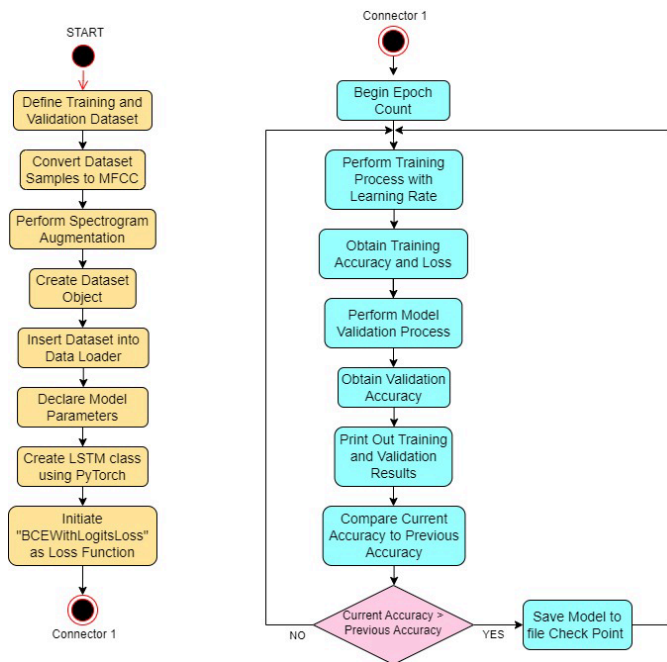 START
Define Training and
Validation Dataset
Convert Dataset
Samples to MFCC
Perform Spectrogram
Augmentation
Create Dataset
Object
Insert Dataset into
Data Loader
Declare Model
Parameters
Create LSTM class
using PyTorch
Initiate
"BCEWithLogitsLoss"
as Loss Function
Connector 1
Connector 1
Begin Epoch
Count
Perform Training
Process with
Learning Rate
Obtain Training
Accuracy and Loss
Perform Model
Validation Process
Obtain Validation
Accuracy
Print Out Training
and Validation
Results
Compare Current
Accuracy to Previous
Accuracy
Current Accuracy >
Previous Accuracy
NO
YES
Save Model to
file Check Point